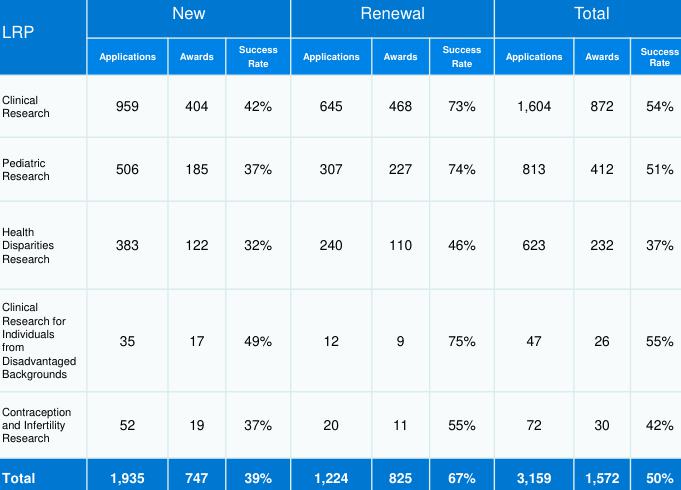 LRP New Renewal Total
Applications Awards Success Rate Applications Awards Success Rate Applications Awards Success Rate
Clinical Research 959 404 42% 645 468 73% 1,604 872 54%
Pediatric Research 506 185 37% 307 227 74% 813 412 51%
Health Disparities Research 383 122 32% 240 110 46% 623 232 37%
Clinical Research for Individuals from Disadvantaged Backgrounds 35 17 49% 12 9 75% 47 26 55%
Contraception and Infertility Research 52 19 37% 20 11 55% 72 30 42%
Total 1,935 747 39% 1,224 825 67% 3,159 1,572 50%